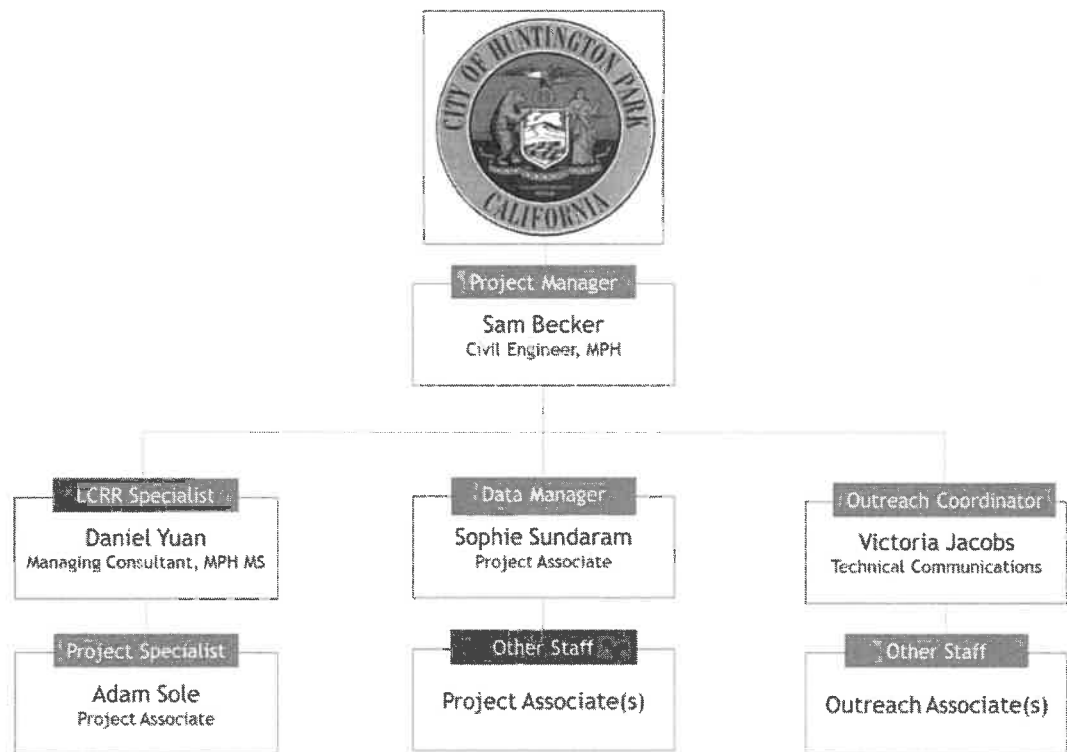 CITY OF HUNTINGTON PARK
CALIFORNIA
Project Manager
Sam Becker
Civil Engineer, MPH
LCRR Specialist
Daniel Yuan
Managing Consultant, MPH MS
Data Manager
Sophie Sundaram
Project Associate
Outreach Coordinator
Victoria Jacobs
Technical Communications
Project Specialist
Adam Sole
Project Associate
Other Staff
Project Associate(s)
Other Staff
Outreach Associate(s)